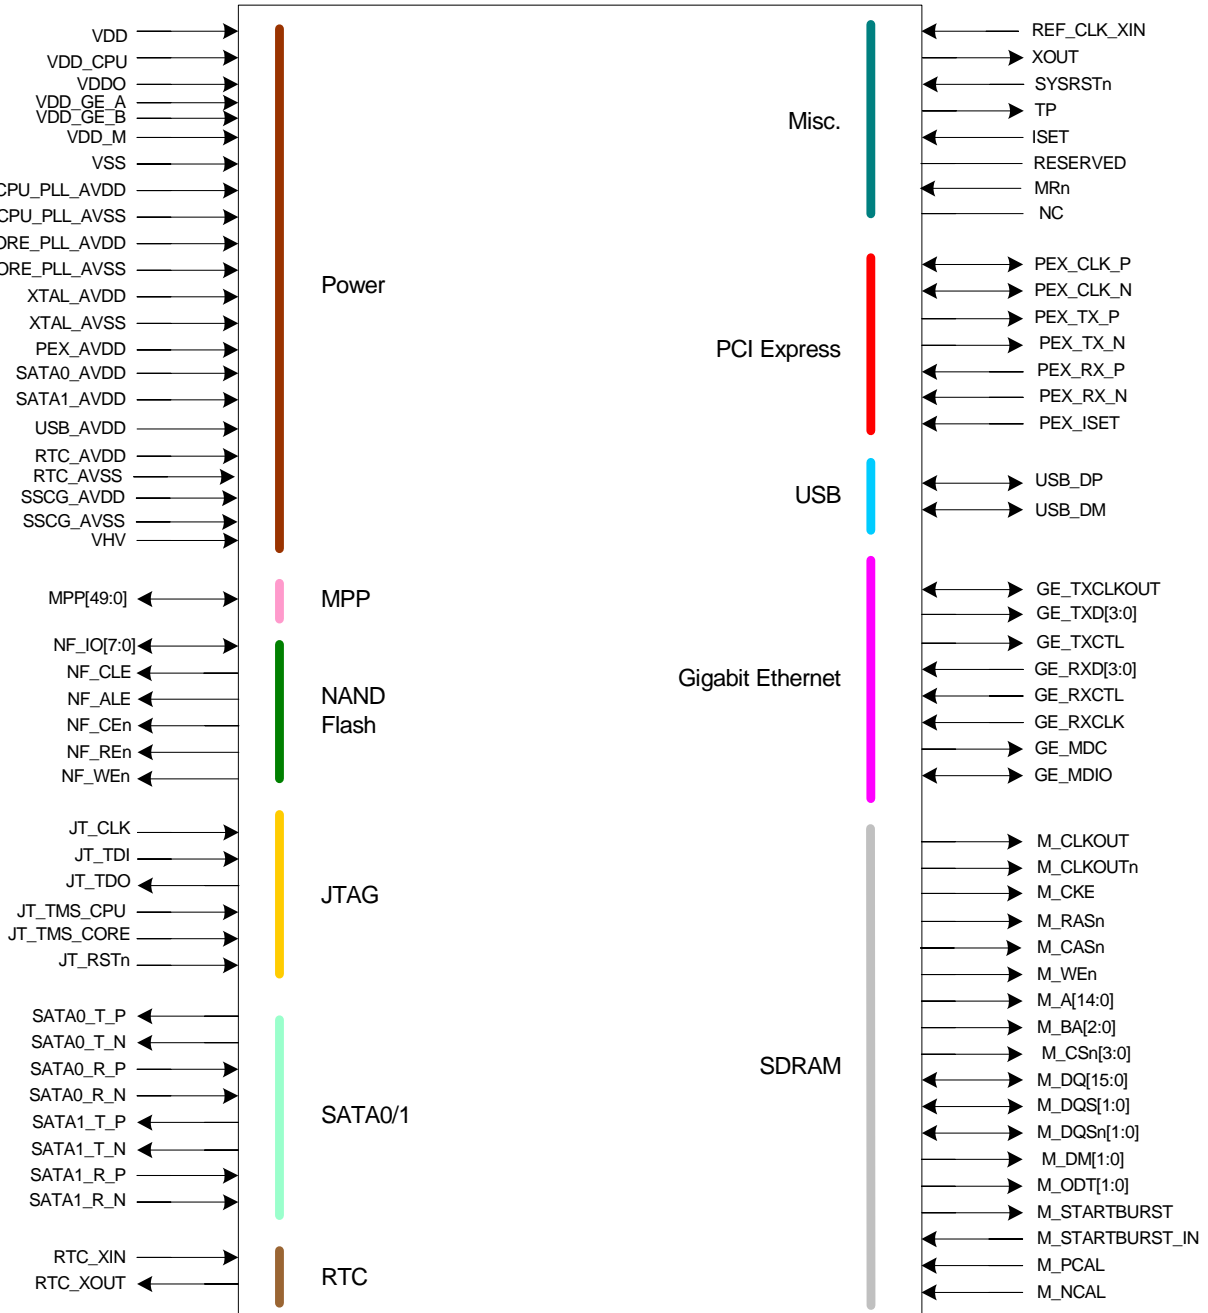 VDD
VDD_CPU
VDDO
VDD_GE_A
VDD_GE_B
VDD_M
VSS
CPU_PLL_AVDD
CPU_PLL_AVSS
ORE_PLL_AVDD
ORE_PLL_AVSS
XTAL_AVDD
XTAL_AVSS
PEX_AVDD
SATA0_AVDD
SATA1_AVDD
USB_AVDD
RTC_AVDD
RTC_AVSS
SSCG_AVDD
SSCG_AVSS
VHV
Power
MPP[49:0]
MPP
NF_IO[7:0]
NF_CLE
NF_ALE
NF_CEn
NF_REn
NF_WEn
NAND
Flash
JT_CLK
JT_TDI
JT_TDO
JT_TMS_CPU
JT_TMS_CORE
JT_RSTn
JTAG
SATA0_T_P
SATA0_T_N
SATA0_R_P
SATA0_R_N
SATA1_T_P
SATA1_T_N
SATA1_R_P
SATA1_R_N
SATA0/1
RTC_XIN
RTC_XOUT
RTC
Misc.
REF_CLK_XIN
XOUT
SYSRSTn
TP
ISET
RESERVED
MRn
NC
PCI Express
PEX_CLK_P
PEX_CLK_N
PEX_TX_P
PEX_TX_N
PEX_RX_P
PEX_RX_N
PEX_ISET
USB
USB_DP
USB_DM
Gigabit Ethernet
GE_TXCLKOUT
GE_TXD[3:0]
GE_TXCTL
GE_RXD[3:0]
GE_RXCTL
GE_RXCLK
GE_MDC
GE_MDIO
SDRAM
M_CLKOUT
M_CLKOUTn
M_CKE
M_RASn
M_CASn
M_WEn
M_A[14:0]
M_BA[2:0]
M_CSn[3:0]
M_DQ[15:0]
M_DQS[1:0]
M_DQSn[1:0]
M_DM[1:0]
M_ODT[1:0]
M_STARTBURST
M_STARTBURST_IN
M_PCAL
M_NCAL